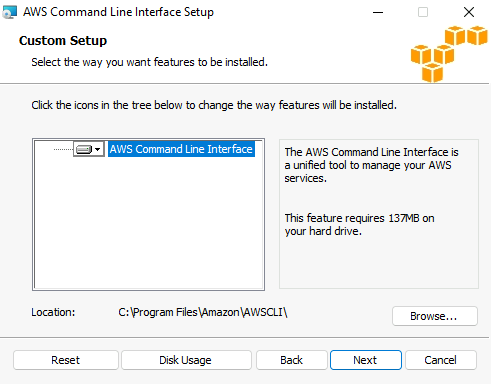 AWS Command Line Interface Setup
Custom Setup
Select the way you want features to be installed.
Click the icons in the tree below to change the way features will be installed.
AWS Command Line Interface
The AWS Command Line Interface is
a unified tool to manage your AWS
services.
This feature requires 137MB on
your hard drive.
Location: C:\Program Files\Amazon\AWSCLI\
Browse...
Reset Disk Usage Back Next Cancel